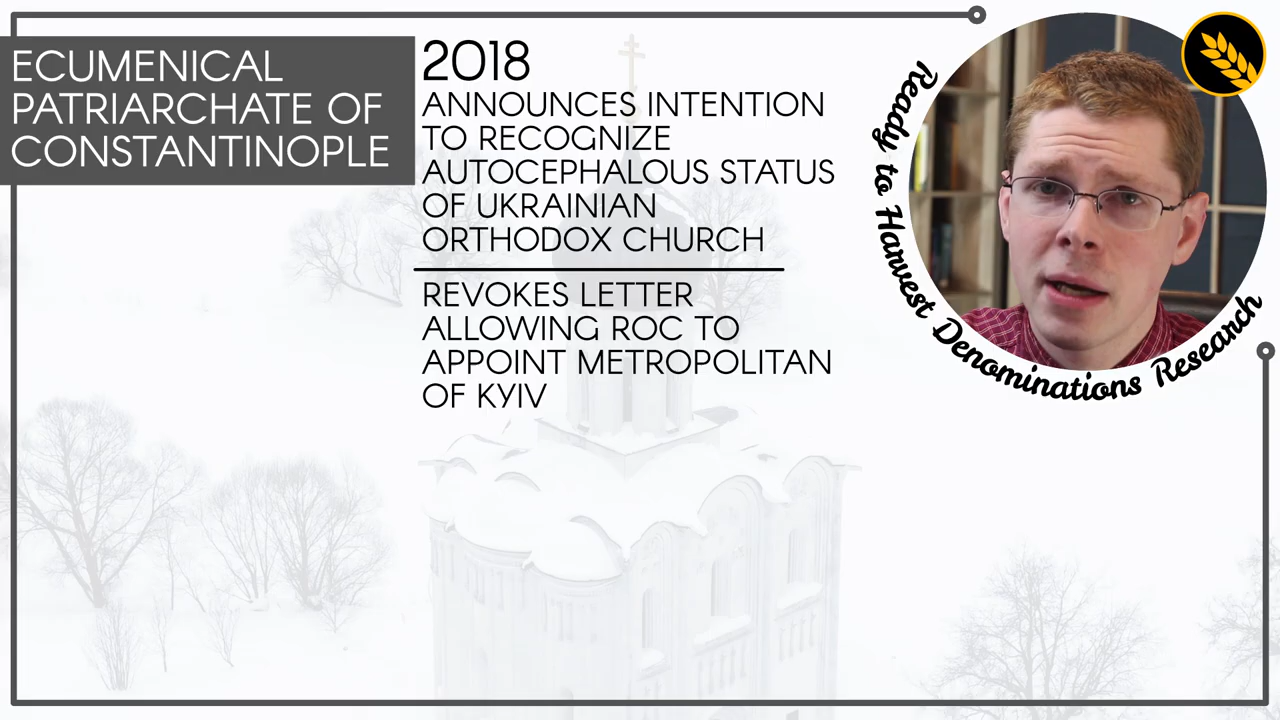 ECUMENICAL
PATRIARCHATE OF
CONSTANTINOPLE
2018
ANNOUNCES INTENTION
TO RECOGNIZE
AUTOCEPHALOUS STATUS
OF UKRAINIAN
ORTHODOX CHURCH
REVOKES LETTER
ALLOWING ROC TO
APPOINT METROPOLITAN
OF KYIV
Ready to Harvest Denominations Research